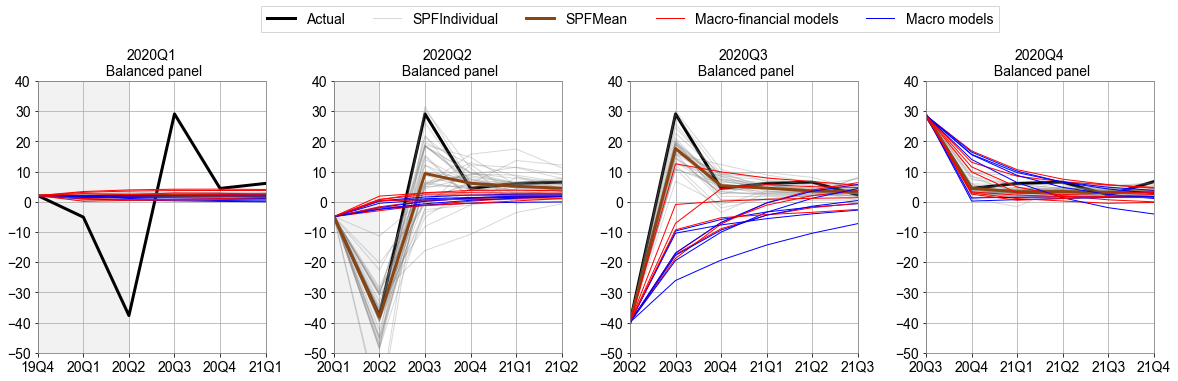 Actual SPFIndividual SPFMean Macro-financial models Macro models
2020Q1 2020Q2 2020Q3 2020Q4
Balanced panel Balanced panel Balanced panel Balanced panel
40 40 40 40
30 30 30 30
20 20 20 20
10 10 10 10
0 0 0 0
−10 −10 −10 −10
−20 −20 −20 −20
−30 −30 −30 −30
−40 −40 −40 −40
−50 −50 −50 −50
19Q4 20Q1 20Q2 20Q3 20Q4 21Q1 20Q1 20Q2 20Q3 20Q4 21Q1 21Q2 20Q2 20Q3 20Q4 21Q1 21Q2 21Q3 20Q3 20Q4 21Q1 21Q2 21Q3 21Q4